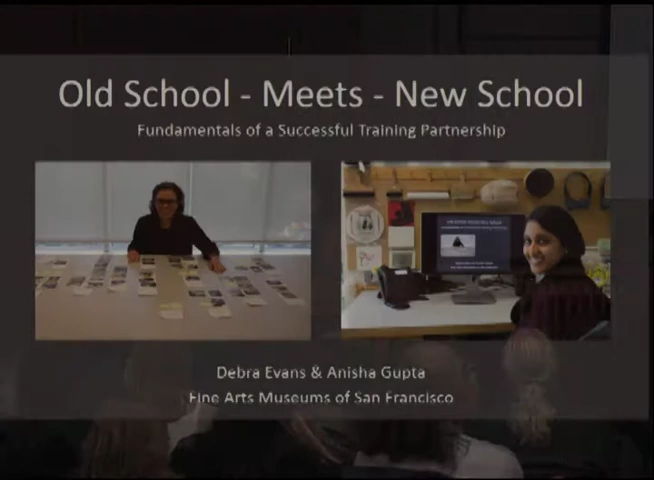 Old School - Meets - New School
Fundamentals of a Successful Training Partnership
Debra Evans & Anisha Gupta
Fine Arts Museums of San Francisco